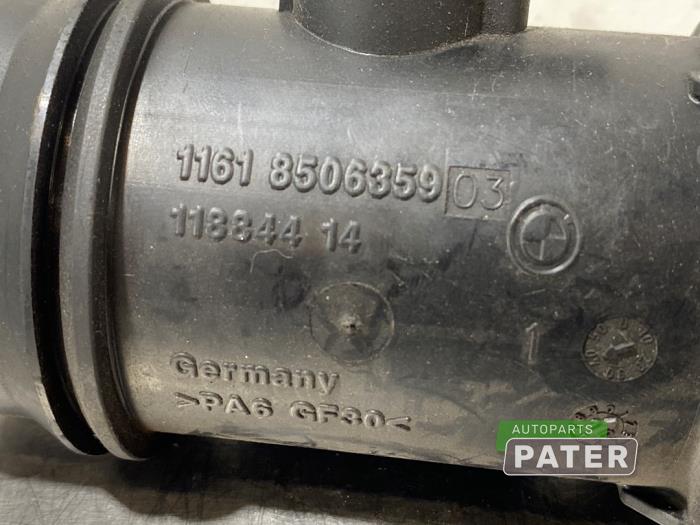 1161 8506359 03
118844 14
1
Germany
>PA6 GF30<
AUTOPARTS
PATER